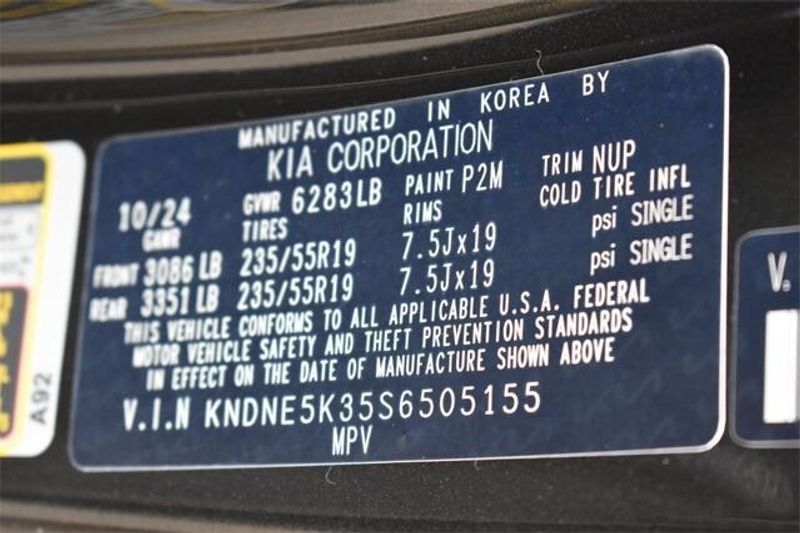 MANUFACTURED IN KOREA BY
KIA CORPORATION
10/24 GVWR 6283LB PAINT P2M TRIM NUP
GAWR TIRES RIMS COLD TIRE INFL
FRONT 3086 LB 235/55R19 7.5Jx19 psi SINGLE
REAR 3351 LB 235/55R19 7.5Jx19 psi SINGLE
THIS VEHICLE CONFORMS TO ALL APPLICABLE U.S.A. FEDERAL
MOTOR VEHICLE SAFETY AND THEFT PREVENTION STANDARDS
IN EFFECT ON THE DATE OF MANUFACTURE SHOWN ABOVE
V.I.N KNDNE5K35S6505155
MPV
A92
V.